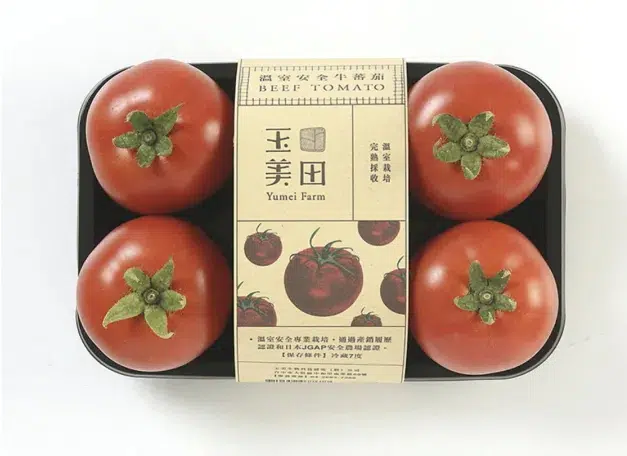 溫室安全牛蕃茄
BEEF TOMATO
玉
美田
Yumei Farm
溫室栽培
完熟採收
•溫室安全專業栽培•通過產銷履歷
認證和日本JGAP安全農場認證•
【保存條件】冷藏7度